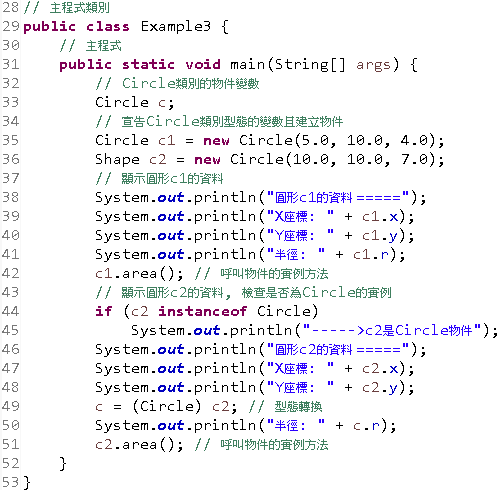 28 // 主程式類別
29 public class Example3 {
30     // 主程式
31     public static void main(String[] args) {
32         // Circle類別的物件變數
33         Circle c;
34         // 宣告Circle類別型態的變數且建立物件
35         Circle c1 = new Circle(5.0, 10.0, 4.0);
36         Shape c2 = new Circle(10.0, 10.0, 7.0);
37         // 顯示圓形c1的資料
38         System.out.println("圓形c1的資料=====");
39         System.out.println("X座標: " + c1.x);
40         System.out.println("Y座標: " + c1.y);
41         System.out.println("半徑: " + c1.r);
42         c1.area(); // 呼叫物件的實例方法
43         // 顯示圓形c2的資料, 檢查是否為Circle的實例
44         if (c2 instanceof Circle)
45             System.out.println("----->c2是Circle物件");
46         System.out.println("圓形c2的資料=====");
47         System.out.println("X座標: " + c2.x);
48         System.out.println("Y座標: " + c2.y);
49         c = (Circle) c2; // 型態轉換
50         System.out.println("半徑: " + c.r);
51         c2.area(); // 呼叫物件的實例方法
52     }
53 }